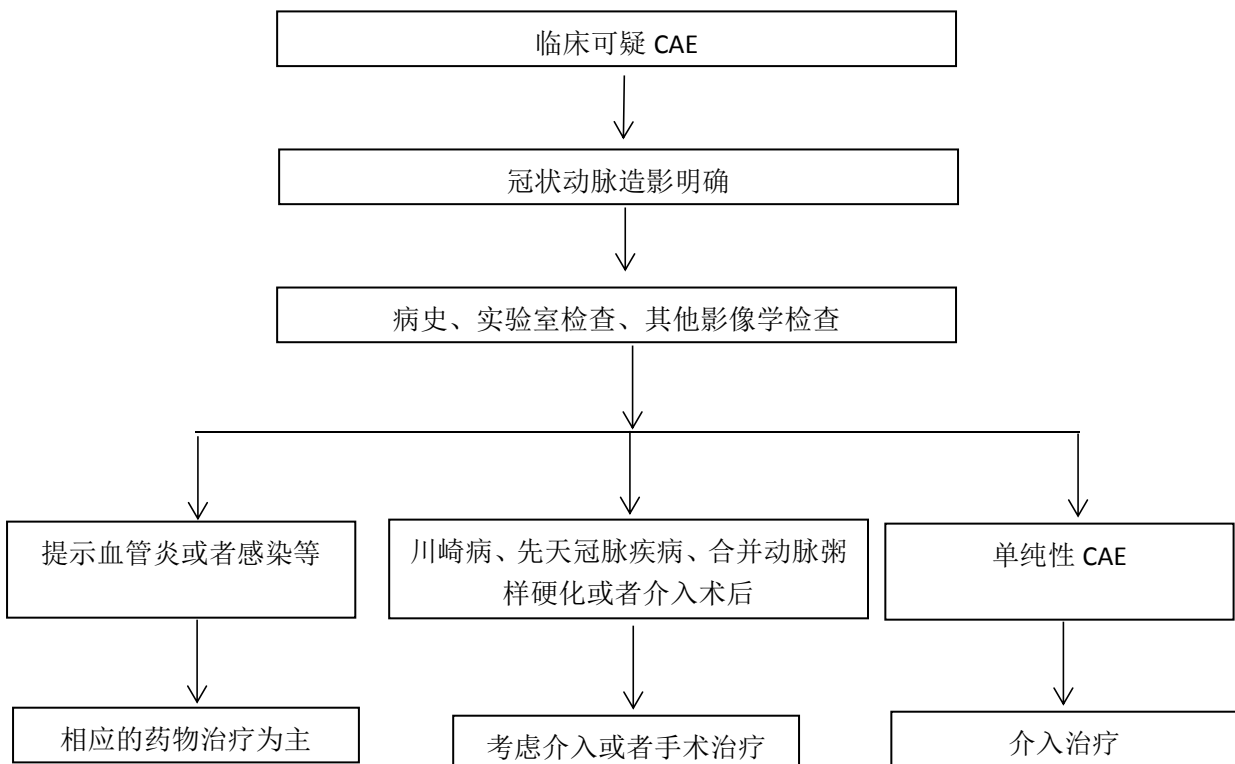 临床可疑 CAE
冠状动脉造影明确
病史、实验室检查、其他影像学检查
提示血管炎或者感染等
川崎病、先天冠脉疾病、合并动脉粥
样硬化或者介入术后
单纯性 CAE
相应的药物治疗为主
考虑介入或者手术治疗
介入治疗